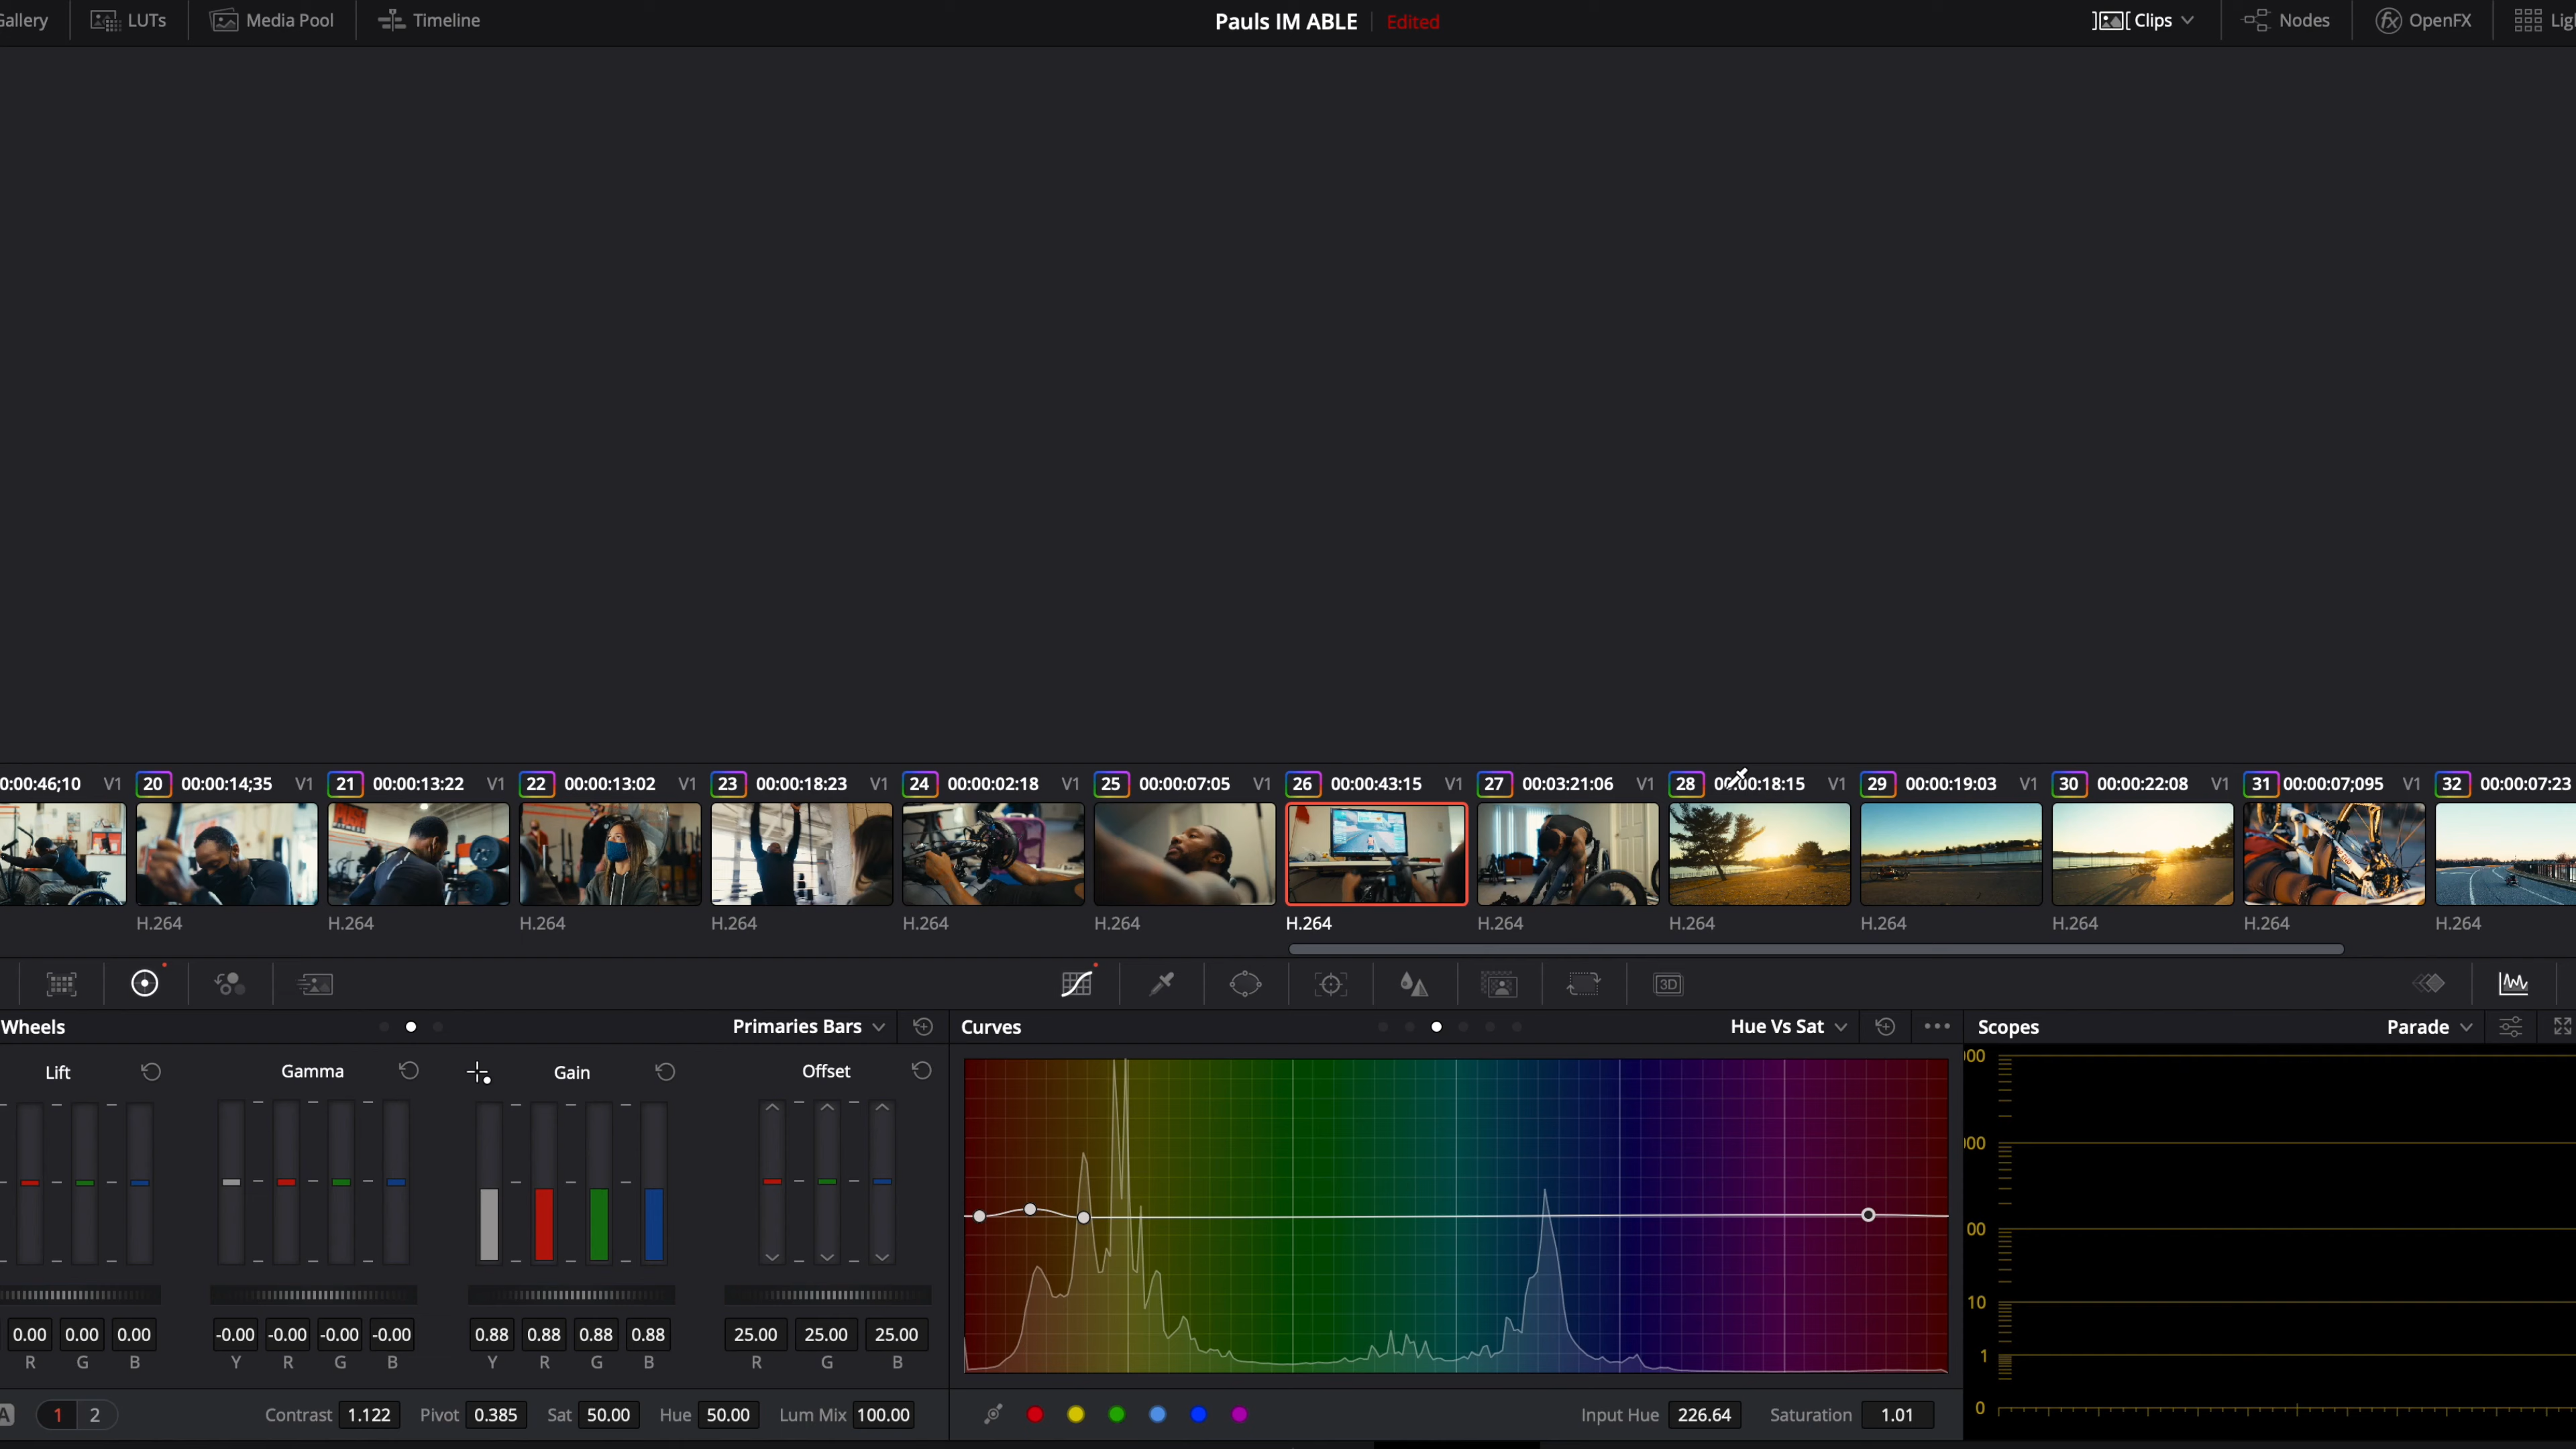 Gallery LUTs Media Pool Timeline Pauls IM ABLE Edited Clips Nodes OpenFX
0:00:46;10 V1 20 00:00:14;35 V1 21 00:00:13:22 V1 22 00:00:13:02 V1 23 00:00:18:23 V1 24 00:00:02:18 V1 25 00:00:07:05 V1 26 00:00:43:15 V1 27 00:03:21:06 V1 28 00:00:18:15 V1 29 00:00:19:03 V1 30 00:00:22:08 V1 31 00:00:07;095 V1 32 00:00:07:23
H.264 H.264 H.264 H.264 H.264 H.264 H.264 H.264 H.264 H.264 H.264 H.264 H.264
3D
Wheels Primaries Bars Curves Hue Vs Sat Scopes Parade
Lift Gamma Gain Offset
00
00
00
10
1
0
0.00 0.00 0.00 -0.00 -0.00 -0.00 -0.00 0.88 0.88 0.88 0.88 25.00 25.00 25.00
R G B Y R G B Y R G B R G B
A 1 2 Contrast 1.122 Pivot 0.385 Sat 50.00 Hue 50.00 Lum Mix 100.00 Input Hue 226.64 Saturation 1.01